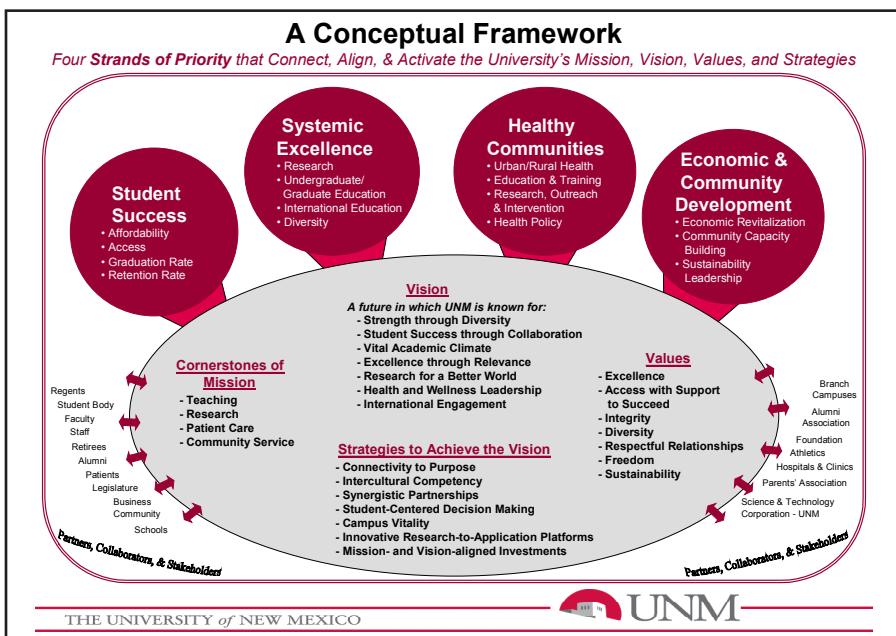 A Conceptual Framework
Four Strands of Priority that Connect, Align, & Activate the University's Mission, Vision, Values, and Strategies
Student
Success
• Affordability
• Access
• Graduation Rate
• Retention Rate
Systemic
Excellence
• Research
• Undergraduate/
Graduate Education
• International Education
• Diversity
Healthy
Communities
• Urban/Rural Health
• Education & Training
• Research, Outreach
& Intervention
• Health Policy
Economic &
Community
Development
• Economic Revitalization
• Community Capacity
Building
• Sustainability
Leadership
Vision
A future in which UNM is known for:
- Strength through Diversity
- Student Success through Collaboration
- Vital Academic Climate
- Excellence through Relevance
- Research for a Better World
- Health and Wellness Leadership
- International Engagement
Cornerstones of
Mission
- Teaching
- Research
- Patient Care
- Community Service
Values
- Excellence
- Access with Support
to Succeed
- Integrity
- Diversity
- Respectful Relationships
- Freedom
- Sustainability
Strategies to Achieve the Vision
- Connectivity to Purpose
- Intercultural Competency
- Synergistic Partnerships
- Student-Centered Decision Making
- Campus Vitality
- Innovative Research-to-Application Platforms
- Mission- and Vision-aligned Investments
Regents
Student Body
Faculty
Staff
Retirees
Alumni
Patients
Legislature
Business
Community
Schools
Partners, Collaborators, & Stakeholders
Branch
Campuses
Alumni
Association
Foundation
Athletics
Hospitals & Clinics
Parents' Association
Science & Technology
Corporation - UNM
Partners, Collaborators, & Stakeholders
THE UNIVERSITY of NEW MEXICO
UNM